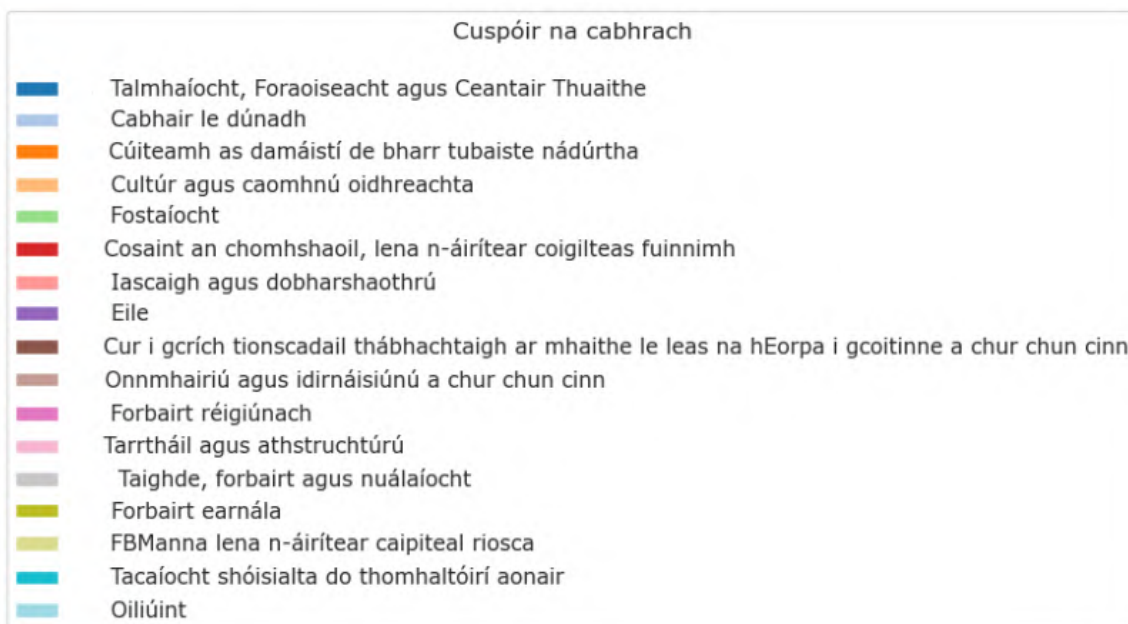 Cuspóir na cabhrach
Talmhaíocht, Foraoiseacht agus Ceantair Thuaithe
Cabhair le dúnadh
Cúiteamh as damáistí de bharr tubaiste nádúrtha
Cultúr agus caomhnú oidhreachta
Fostaíocht
Cosaint an chomhshaoil, lena n-áirítear coigilteas fuinnimh
Iascaigh agus dobharshaothrú
Eile
Cur i gcrích tionscadail thábhachtaigh ar mhaithe le leas na hEorpa i gcoitinne a chur chun cinn
Onnmhairiú agus idirnáisiúnú a chur chun cinn
Forbairt réigiúnach
Tarrtháil agus athstruchtúrú
Taighde, forbairt agus nuálaíocht
Forbairt earnála
FBManna lena n-áirítear caipiteal riosca
Tacaíocht shóisialta do thomhaltóirí aonair
Oiliúint